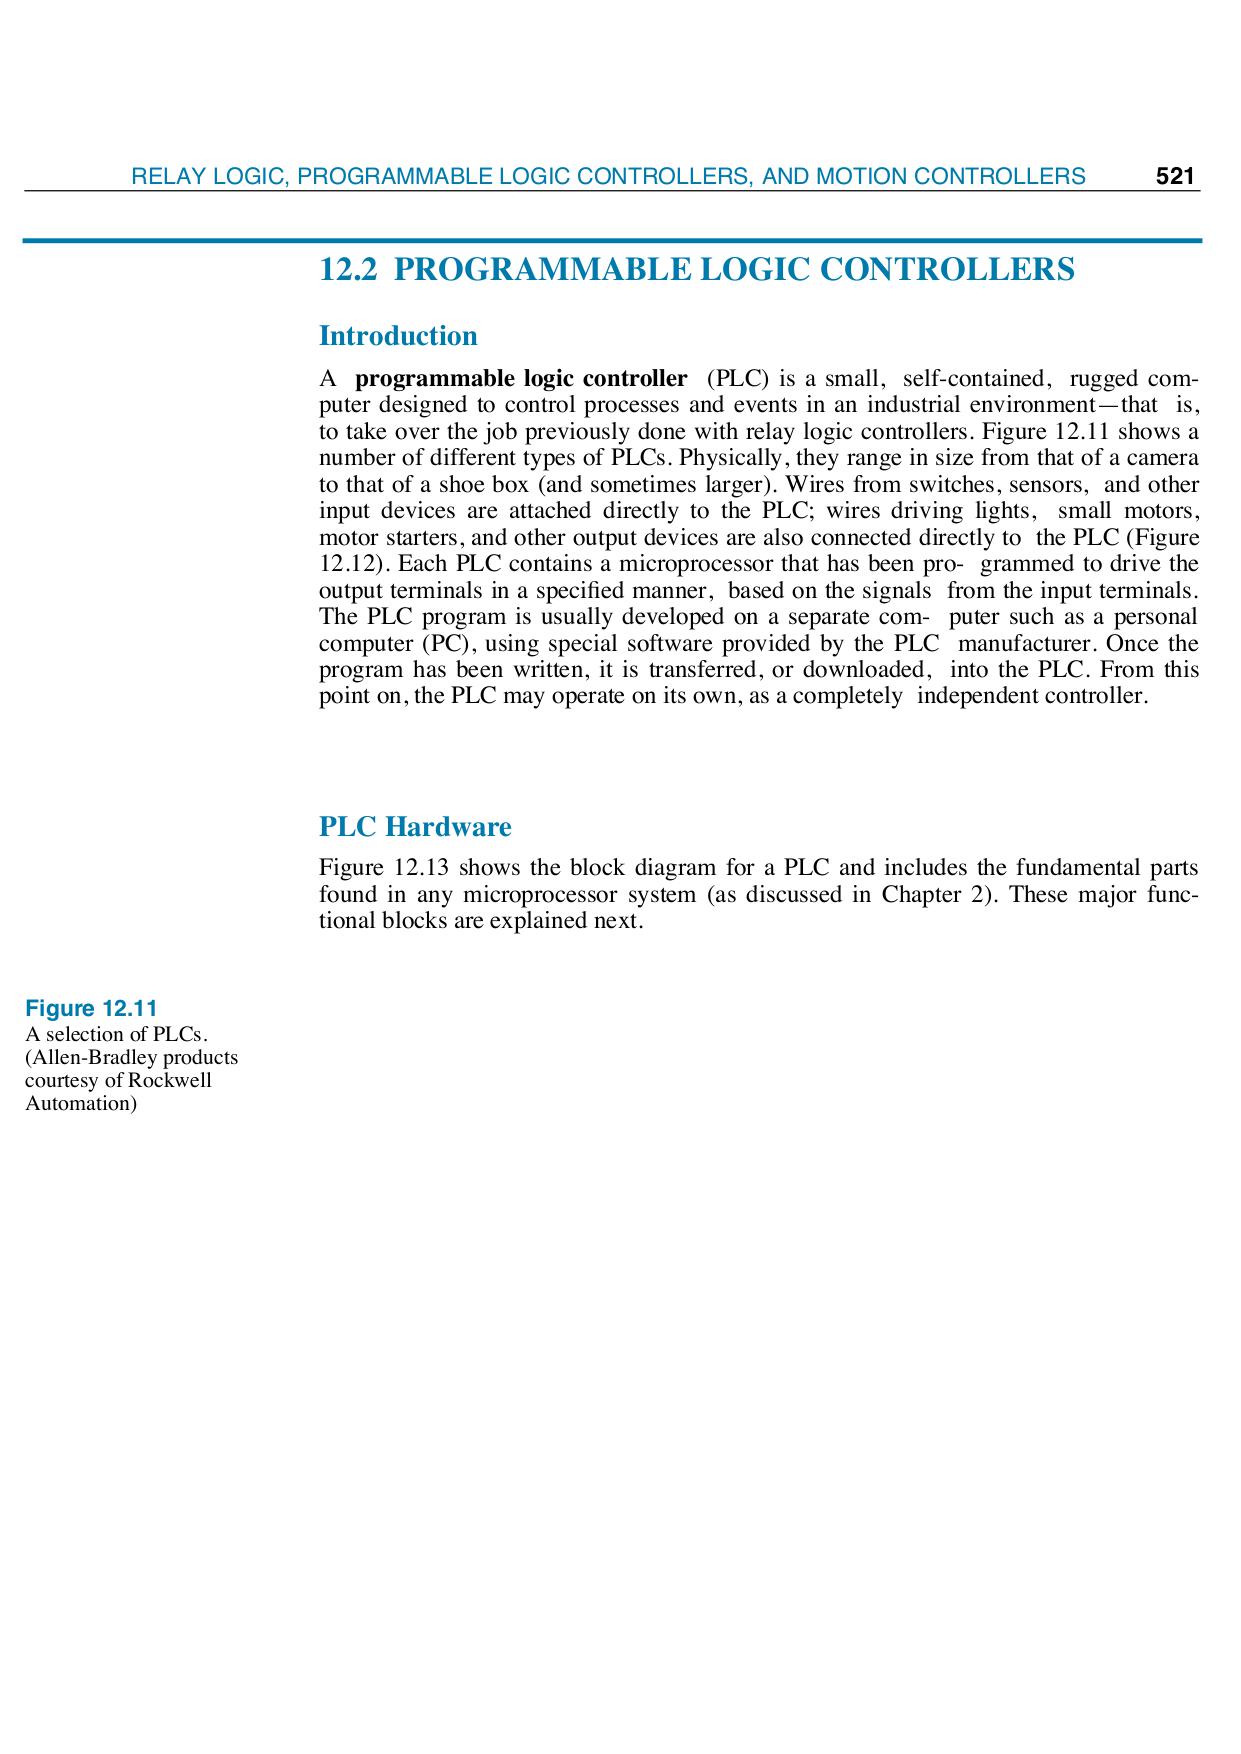 RELAY LOGIC, PROGRAMMABLE LOGIC CONTROLLERS, AND MOTION CONTROLLERS 521
12.2 PROGRAMMABLE LOGIC CONTROLLERS
Introduction
A programmable logic controller (PLC) is a small, self-contained, rugged com-
puter designed to control processes and events in an industrial environment—that is,
to take over the job previously done with relay logic controllers. Figure 12.11 shows a
number of different types of PLCs. Physically, they range in size from that of a camera
to that of a shoe box (and sometimes larger). Wires from switches, sensors, and other
input devices are attached directly to the PLC; wires driving lights, small motors,
motor starters, and other output devices are also connected directly to the PLC (Figure
12.12). Each PLC contains a microprocessor that has been pro- grammed to drive the
output terminals in a specified manner, based on the signals from the input terminals.
The PLC program is usually developed on a separate com- puter such as a personal
computer (PC), using special software provided by the PLC manufacturer. Once the
program has been written, it is transferred, or downloaded, into the PLC. From this
point on, the PLC may operate on its own, as a completely independent controller.
PLC Hardware
Figure 12.13 shows the block diagram for a PLC and includes the fundamental parts
found in any microprocessor system (as discussed in Chapter 2). These major func-
tional blocks are explained next.
Figure 12.11
A selection of PLCs.
(Allen-Bradley products
courtesy of Rockwell
Automation)